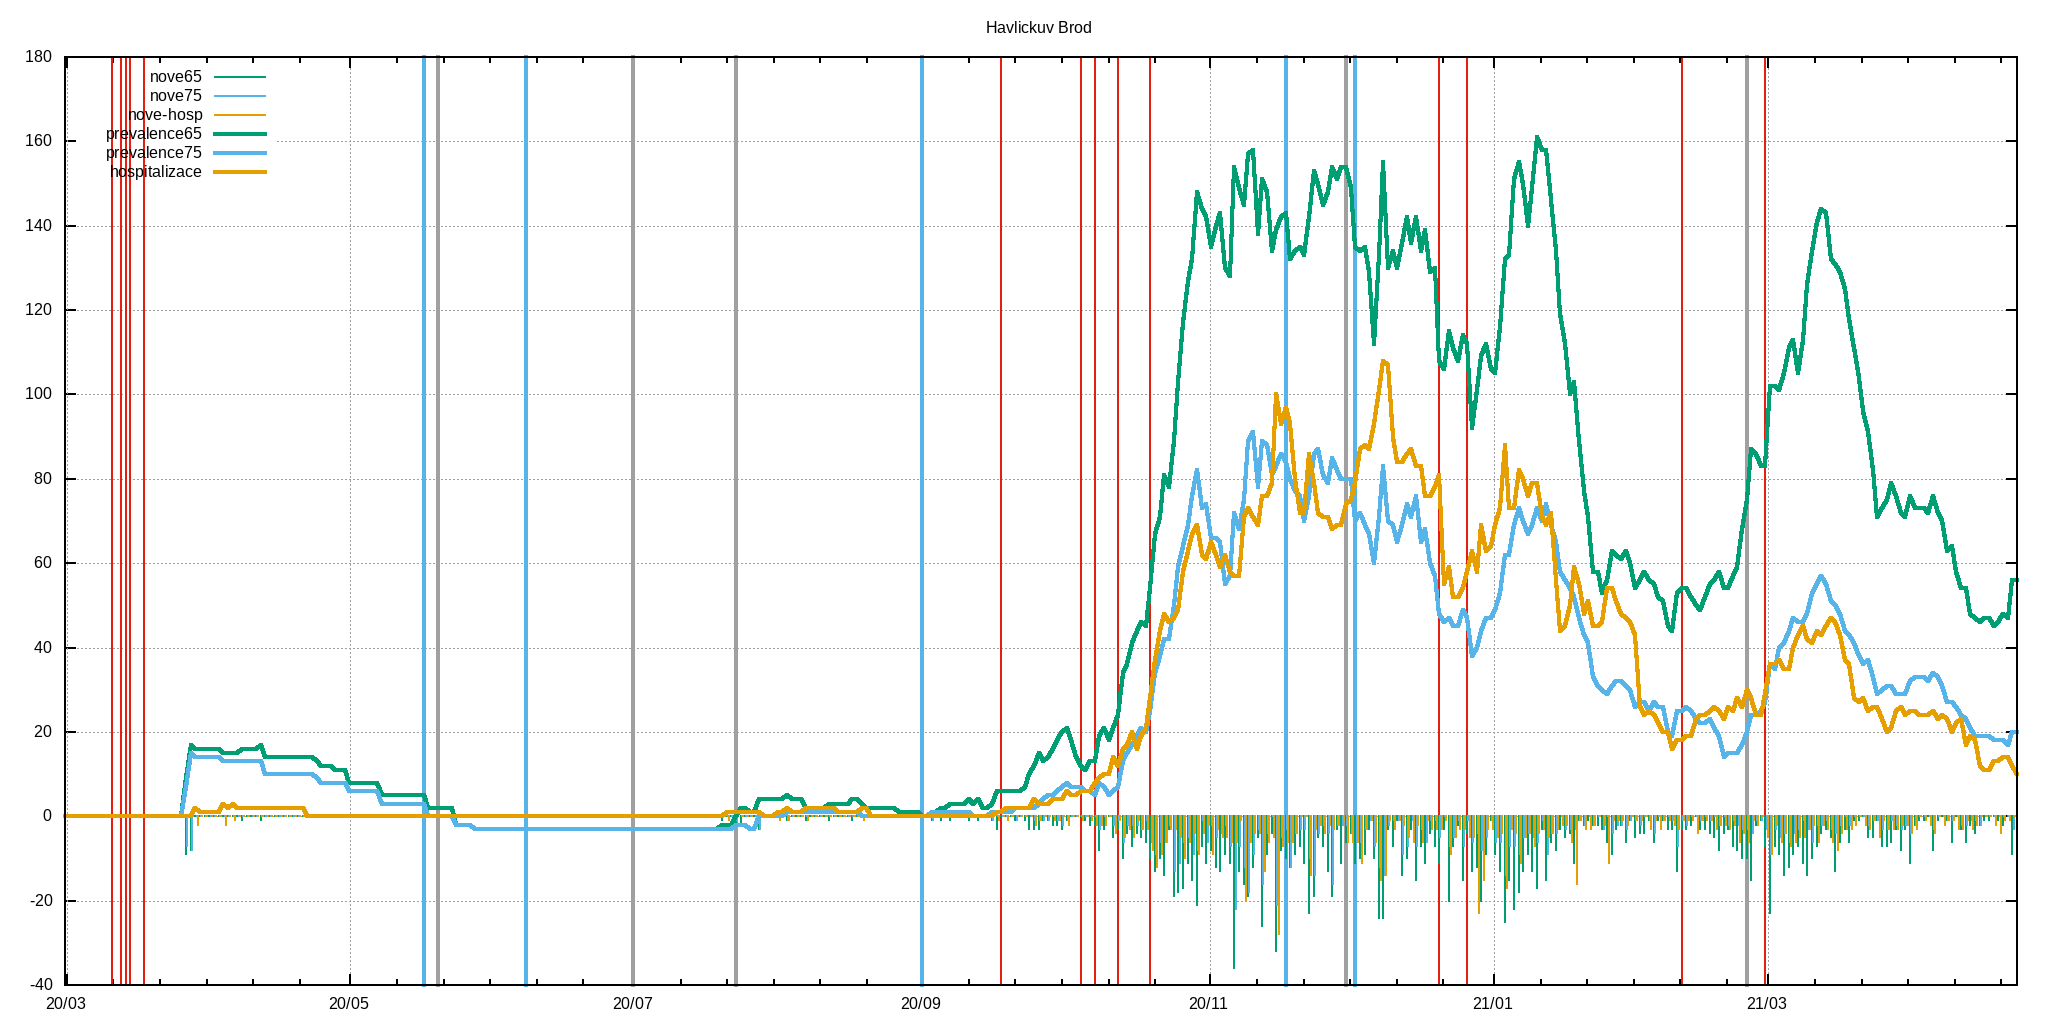 Havlickuv Brod
180
160
140
120
100
80
60
40
20
0
-20
-40
nove65
nove75
nove-hosp
prevalence65
prevalence75
hospitalizace
20/03 20/05 20/07 20/09 20/11 21/01 21/03